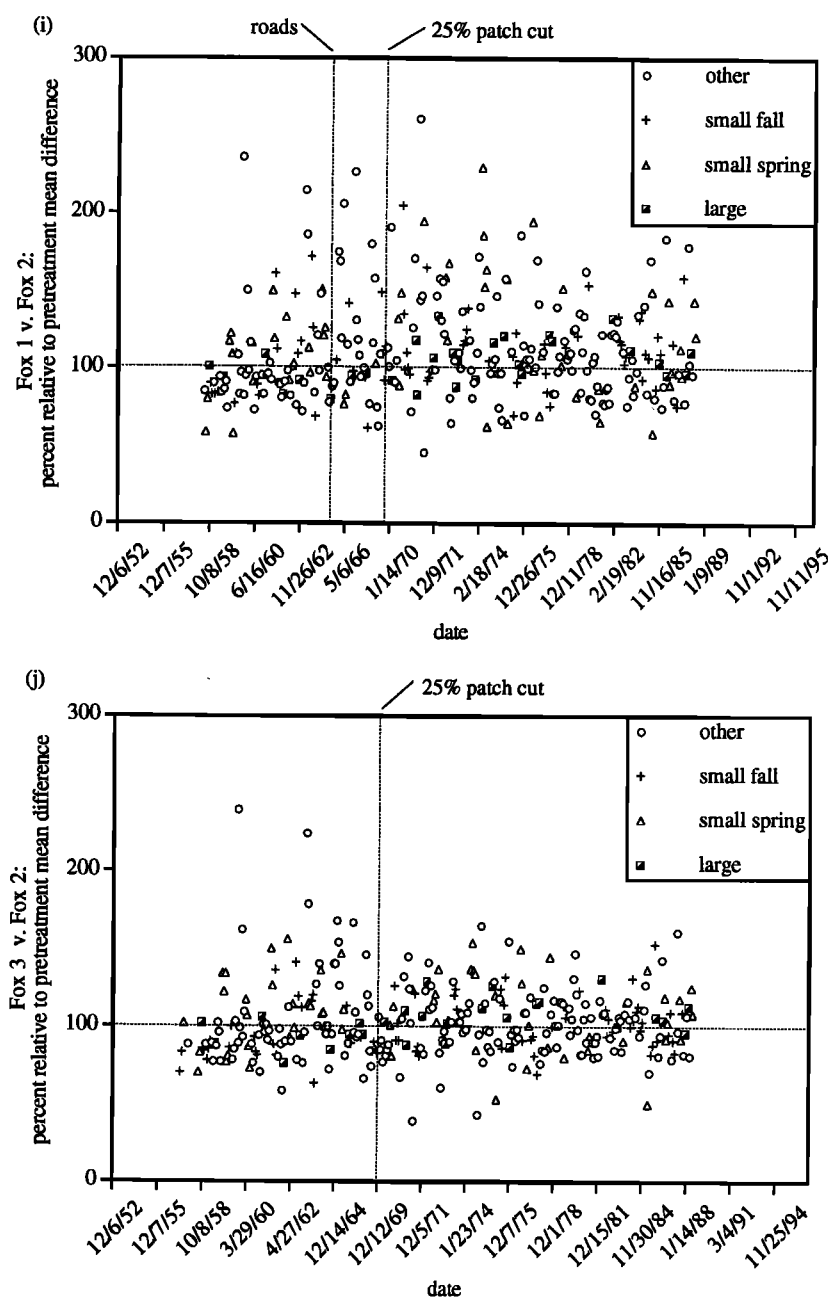 (i)
roads
25% patch cut
300
200
100
0
Fox 1 v. Fox 2:
percent relative to pretreatment mean difference
other
small fall
small spring
large
12/6/52
12/7/55
10/8/58
6/16/60
11/26/62
5/6/66
1/14/70
12/9/71
2/18/74
12/26/75
12/11/78
2/19/82
11/16/85
1/9/89
11/1/92
11/11/95
date
(j)
25% patch cut
300
200
100
0
Fox 3 v. Fox 2:
percent relative to pretreatment mean difference
other
small fall
small spring
large
12/6/52
12/7/55
10/8/58
3/29/60
4/27/62
12/14/64
12/12/69
12/5/71
1/23/74
12/7/75
12/1/78
12/15/81
11/30/84
1/14/88
3/4/91
11/25/94
date